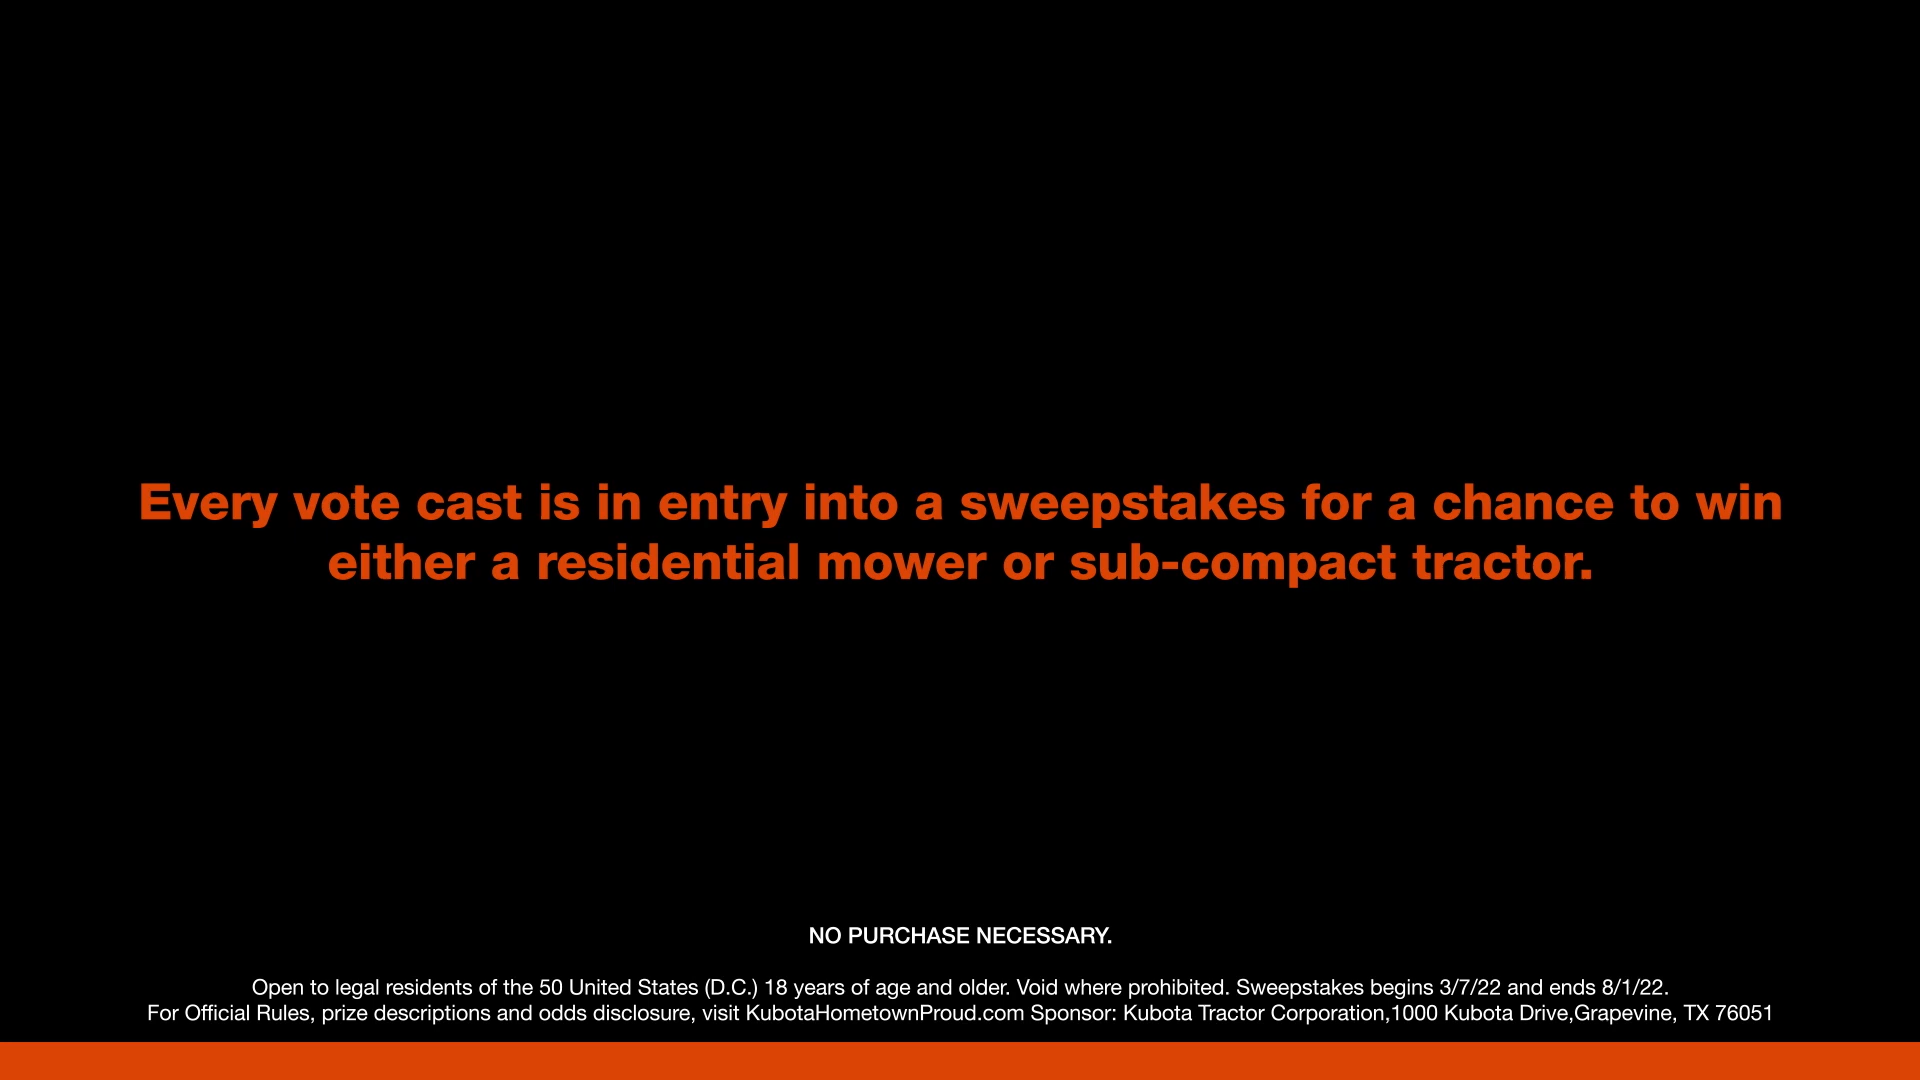 Every vote cast is in entry into a sweepstakes for a chance to win
either a residential mower or sub-compact tractor.
NO PURCHASE NECESSARY.
Open to legal residents of the 50 United States (D.C.) 18 years of age and older. Void where prohibited. Sweepstakes begins 3/7/22 and ends 8/1/22.
For Official Rules, prize descriptions and odds disclosure, visit KubotaHometownProud.com Sponsor: Kubota Tractor Corporation,1000 Kubota Drive,Grapevine, TX 76051